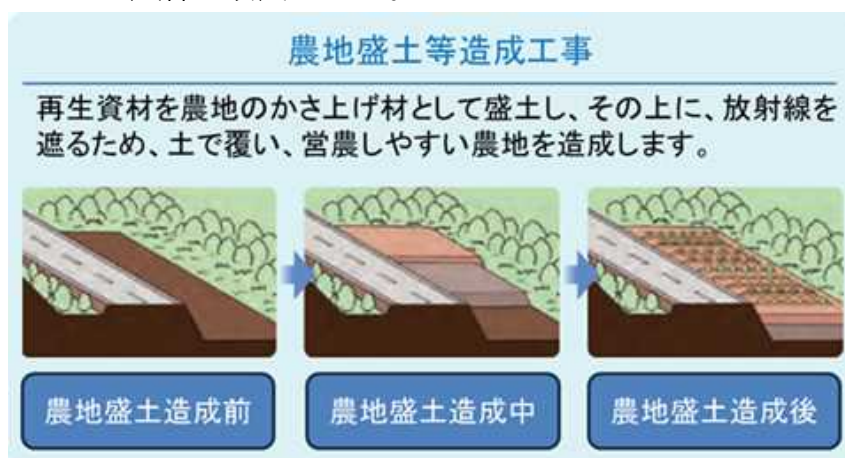 農地盛土等造成工事
再生資材を農地のかさ上げ材として盛土し、その上に、放射線を
遮るため、土で覆い、営農しやすい農地を造成します。
農地盛土造成前
農地盛土造成中
農地盛土造成後